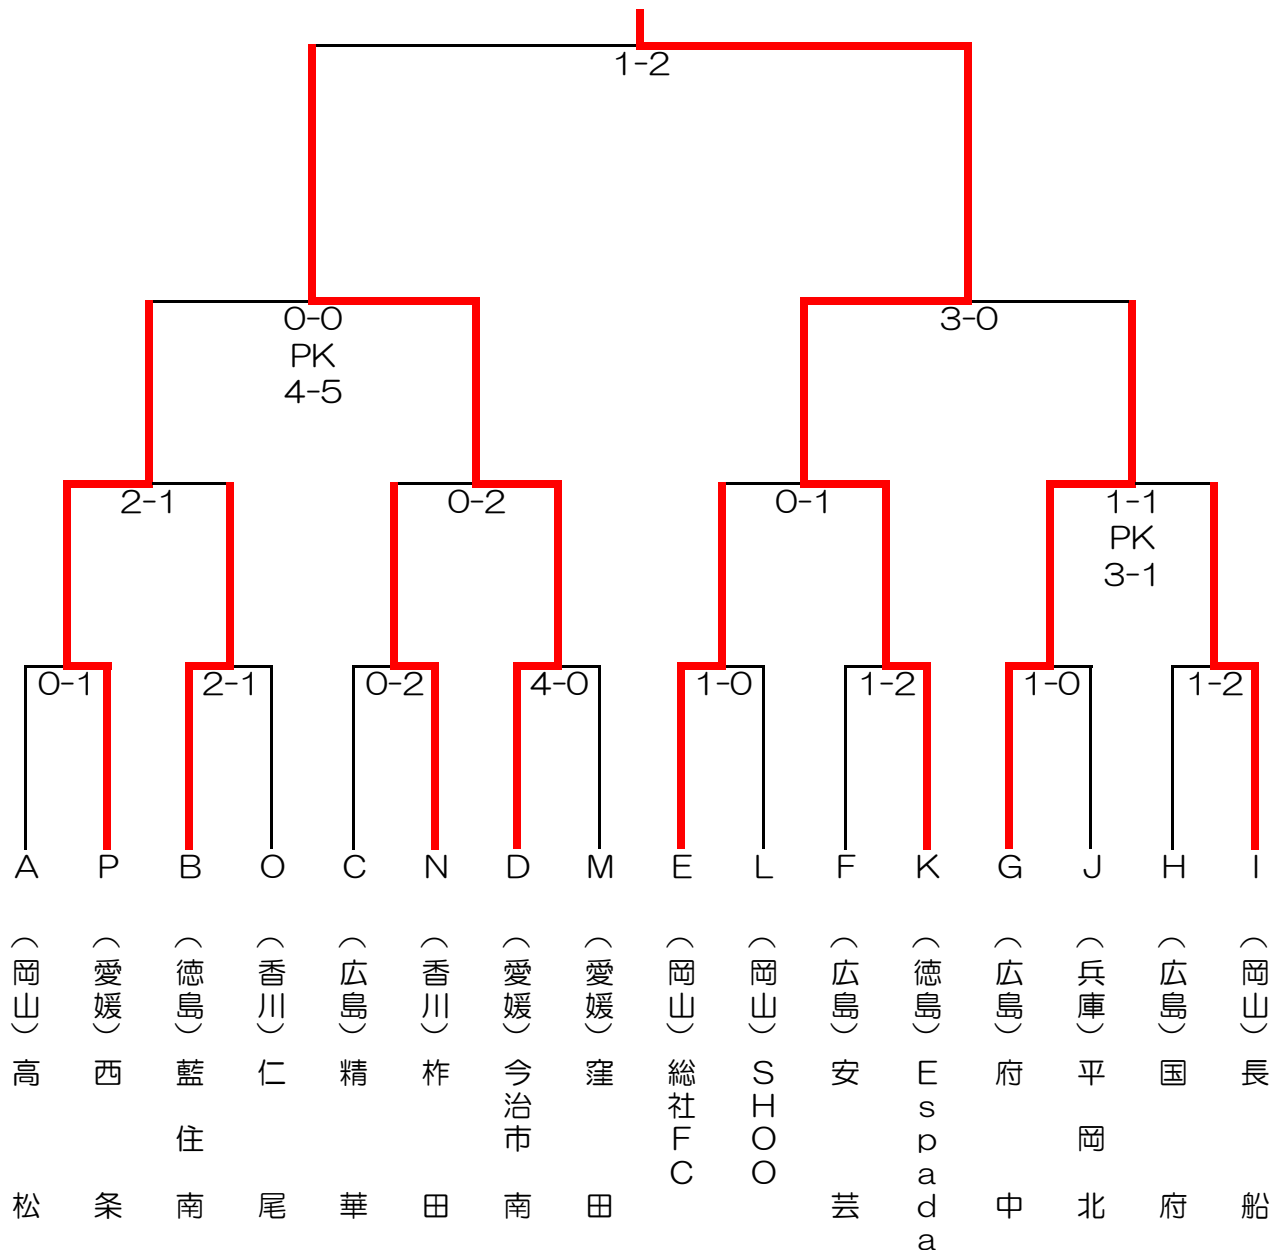 1-2
0-0
PK
4-5
3-0
2-1
0-2
0-1
1-1
PK
3-1
0-1
2-1
0-2
4-0
1-0
1-2
1-0
1-2
A P B O C N D M E L F K G J H I
(岡山) 高松
(愛媛) 西条
(徳島) 藍住南
(香川) 仁尾
(広島) 精華
(香川) 柞田
(愛媛) 今治市南
(愛媛) 窪田
(岡山) 総社FC
(岡山) SHOO
(広島) 安芸
(徳島) Espada
(広島) 府中
(兵庫) 平岡北
(広島) 国府
(岡山) 長船